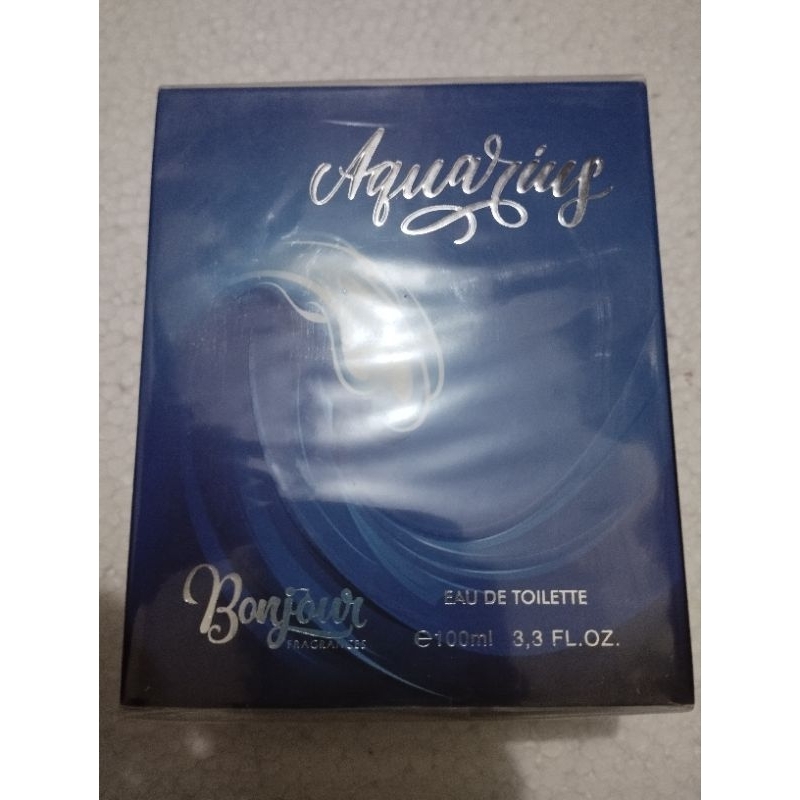 Aquarius
Bonjour
FRAGRANCES
EAU DE TOILETTE
℮100ml 3,3 FL.OZ.